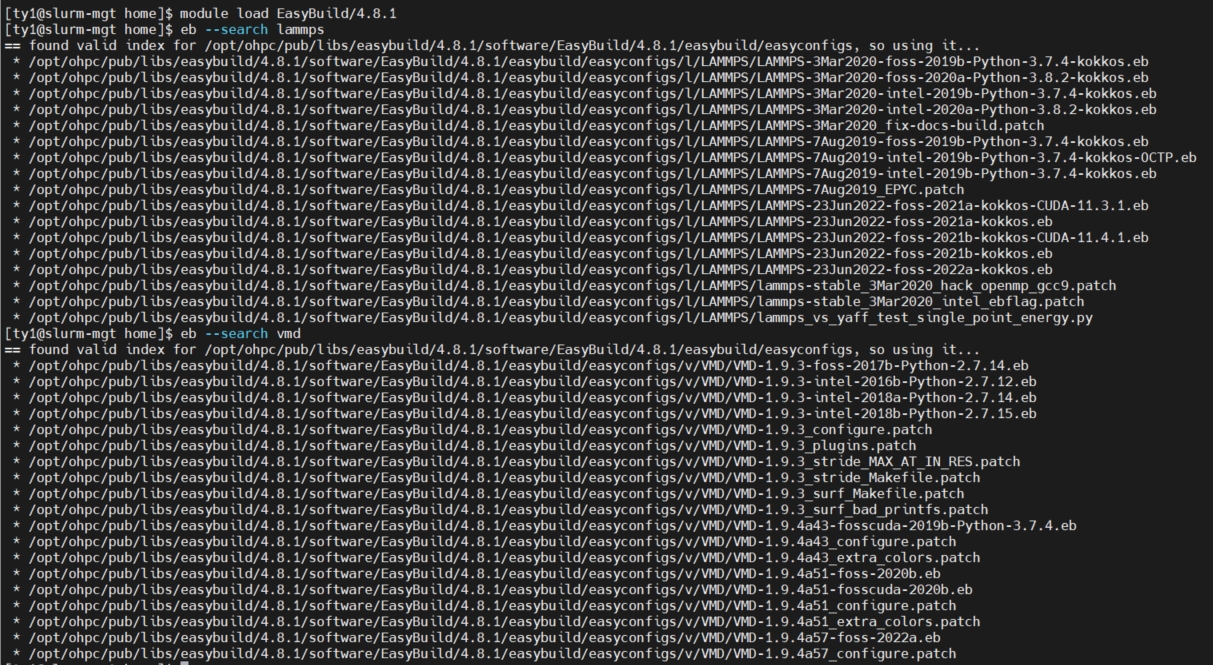 [ty1@slurm-mgt home]$ module load EasyBuild/4.8.1
[ty1@slurm-mgt home]$ eb --search lammps
== found valid index for /opt/ohpc/pub/libs/easybuild/4.8.1/software/EasyBuild/4.8.1/easybuild/easyconfigs, so using it...
* /opt/ohpc/pub/libs/easybuild/4.8.1/software/EasyBuild/4.8.1/easybuild/easyconfigs/l/LAMMPS/LAMMPS-3Mar2020-foss-2019b-Python-3.7.4-kokkos.eb
* /opt/ohpc/pub/libs/easybuild/4.8.1/software/EasyBuild/4.8.1/easybuild/easyconfigs/l/LAMMPS/LAMMPS-3Mar2020-foss-2020a-Python-3.8.2-kokkos.eb
* /opt/ohpc/pub/libs/easybuild/4.8.1/software/EasyBuild/4.8.1/easybuild/easyconfigs/l/LAMMPS/LAMMPS-3Mar2020-intel-2019b-Python-3.7.4-kokkos.eb
* /opt/ohpc/pub/libs/easybuild/4.8.1/software/EasyBuild/4.8.1/easybuild/easyconfigs/l/LAMMPS/LAMMPS-3Mar2020-intel-2020a-Python-3.8.2-kokkos.eb
* /opt/ohpc/pub/libs/easybuild/4.8.1/software/EasyBuild/4.8.1/easybuild/easyconfigs/l/LAMMPS/LAMMPS-3Mar2020_fix-docs-build.patch
* /opt/ohpc/pub/libs/easybuild/4.8.1/software/EasyBuild/4.8.1/easybuild/easyconfigs/l/LAMMPS/LAMMPS-7Aug2019-foss-2019b-Python-3.7.4-kokkos.eb
* /opt/ohpc/pub/libs/easybuild/4.8.1/software/EasyBuild/4.8.1/easybuild/easyconfigs/l/LAMMPS/LAMMPS-7Aug2019-intel-2019b-Python-3.7.4-kokkos-OCTP.eb
* /opt/ohpc/pub/libs/easybuild/4.8.1/software/EasyBuild/4.8.1/easybuild/easyconfigs/l/LAMMPS/LAMMPS-7Aug2019-intel-2019b-Python-3.7.4-kokkos.eb
* /opt/ohpc/pub/libs/easybuild/4.8.1/software/EasyBuild/4.8.1/easybuild/easyconfigs/l/LAMMPS/LAMMPS-7Aug2019_EPYC.patch
* /opt/ohpc/pub/libs/easybuild/4.8.1/software/EasyBuild/4.8.1/easybuild/easyconfigs/l/LAMMPS/LAMMPS-23Jun2022-foss-2021a-kokkos-CUDA-11.3.1.eb
* /opt/ohpc/pub/libs/easybuild/4.8.1/software/EasyBuild/4.8.1/easybuild/easyconfigs/l/LAMMPS/LAMMPS-23Jun2022-foss-2021a-kokkos.eb
* /opt/ohpc/pub/libs/easybuild/4.8.1/software/EasyBuild/4.8.1/easybuild/easyconfigs/l/LAMMPS/LAMMPS-23Jun2022-foss-2021b-kokkos-CUDA-11.4.1.eb
* /opt/ohpc/pub/libs/easybuild/4.8.1/software/EasyBuild/4.8.1/easybuild/easyconfigs/l/LAMMPS/LAMMPS-23Jun2022-foss-2021b-kokkos.eb
* /opt/ohpc/pub/libs/easybuild/4.8.1/software/EasyBuild/4.8.1/easybuild/easyconfigs/l/LAMMPS/LAMMPS-23Jun2022-foss-2022a-kokkos.eb
* /opt/ohpc/pub/libs/easybuild/4.8.1/software/EasyBuild/4.8.1/easybuild/easyconfigs/l/LAMMPS/lammps-stable_3Mar2020_hack_openmp_gcc9.patch
* /opt/ohpc/pub/libs/easybuild/4.8.1/software/EasyBuild/4.8.1/easybuild/easyconfigs/l/LAMMPS/lammps-stable_3Mar2020_intel_ebflag.patch
* /opt/ohpc/pub/libs/easybuild/4.8.1/software/EasyBuild/4.8.1/easybuild/easyconfigs/l/LAMMPS/lammps_vs_yaff_test_single_point_energy.py
[ty1@slurm-mgt home]$ eb --search vmd
== found valid index for /opt/ohpc/pub/libs/easybuild/4.8.1/software/EasyBuild/4.8.1/easybuild/easyconfigs, so using it...
* /opt/ohpc/pub/libs/easybuild/4.8.1/software/EasyBuild/4.8.1/easybuild/easyconfigs/v/VMD/VMD-1.9.3-foss-2017b-Python-2.7.14.eb
* /opt/ohpc/pub/libs/easybuild/4.8.1/software/EasyBuild/4.8.1/easybuild/easyconfigs/v/VMD/VMD-1.9.3-intel-2016b-Python-2.7.12.eb
* /opt/ohpc/pub/libs/easybuild/4.8.1/software/EasyBuild/4.8.1/easybuild/easyconfigs/v/VMD/VMD-1.9.3-intel-2018a-Python-2.7.14.eb
* /opt/ohpc/pub/libs/easybuild/4.8.1/software/EasyBuild/4.8.1/easybuild/easyconfigs/v/VMD/VMD-1.9.3-intel-2018b-Python-2.7.15.eb
* /opt/ohpc/pub/libs/easybuild/4.8.1/software/EasyBuild/4.8.1/easybuild/easyconfigs/v/VMD/VMD-1.9.3_configure.patch
* /opt/ohpc/pub/libs/easybuild/4.8.1/software/EasyBuild/4.8.1/easybuild/easyconfigs/v/VMD/VMD-1.9.3_plugins.patch
* /opt/ohpc/pub/libs/easybuild/4.8.1/software/EasyBuild/4.8.1/easybuild/easyconfigs/v/VMD/VMD-1.9.3_stride_MAX_AT_IN_RES.patch
* /opt/ohpc/pub/libs/easybuild/4.8.1/software/EasyBuild/4.8.1/easybuild/easyconfigs/v/VMD/VMD-1.9.3_stride_Makefile.patch
* /opt/ohpc/pub/libs/easybuild/4.8.1/software/EasyBuild/4.8.1/easybuild/easyconfigs/v/VMD/VMD-1.9.3_surf_Makefile.patch
* /opt/ohpc/pub/libs/easybuild/4.8.1/software/EasyBuild/4.8.1/easybuild/easyconfigs/v/VMD/VMD-1.9.3_surf_bad_printfs.patch
* /opt/ohpc/pub/libs/easybuild/4.8.1/software/EasyBuild/4.8.1/easybuild/easyconfigs/v/VMD/VMD-1.9.4a43-fosscuda-2019b-Python-3.7.4.eb
* /opt/ohpc/pub/libs/easybuild/4.8.1/software/EasyBuild/4.8.1/easybuild/easyconfigs/v/VMD/VMD-1.9.4a43_configure.patch
* /opt/ohpc/pub/libs/easybuild/4.8.1/software/EasyBuild/4.8.1/easybuild/easyconfigs/v/VMD/VMD-1.9.4a43_extra_colors.patch
* /opt/ohpc/pub/libs/easybuild/4.8.1/software/EasyBuild/4.8.1/easybuild/easyconfigs/v/VMD/VMD-1.9.4a51-foss-2020b.eb
* /opt/ohpc/pub/libs/easybuild/4.8.1/software/EasyBuild/4.8.1/easybuild/easyconfigs/v/VMD/VMD-1.9.4a51-fosscuda-2020b.eb
* /opt/ohpc/pub/libs/easybuild/4.8.1/software/EasyBuild/4.8.1/easybuild/easyconfigs/v/VMD/VMD-1.9.4a51_configure.patch
* /opt/ohpc/pub/libs/easybuild/4.8.1/software/EasyBuild/4.8.1/easybuild/easyconfigs/v/VMD/VMD-1.9.4a51_extra_colors.patch
* /opt/ohpc/pub/libs/easybuild/4.8.1/software/EasyBuild/4.8.1/easybuild/easyconfigs/v/VMD/VMD-1.9.4a57-foss-2022a.eb
* /opt/ohpc/pub/libs/easybuild/4.8.1/software/EasyBuild/4.8.1/easybuild/easyconfigs/v/VMD/VMD-1.9.4a57_configure.patch